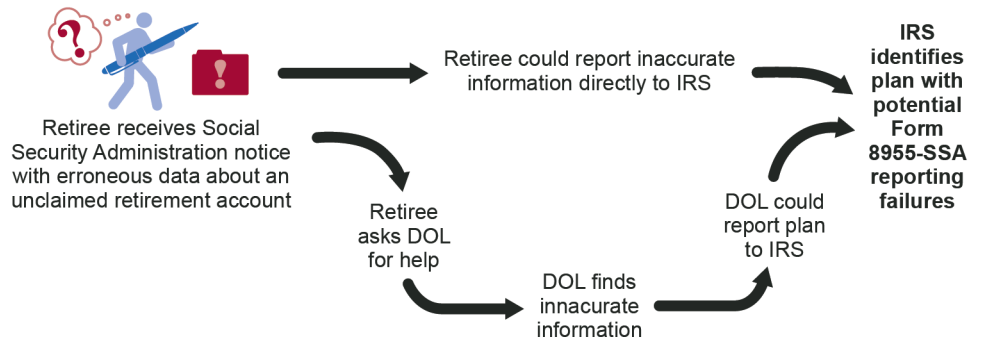 ?
!
Retiree receives Social
Security Administration notice
with erroneous data about an
unclaimed retirement account
Retiree could report inaccurate
information directly to IRS
Retiree
asks DOL
for help
DOL finds
innacurate
information
DOL could
report plan
to IRS
IRS
identifies
plan with
potential
Form
8955-SSA
reporting
failures